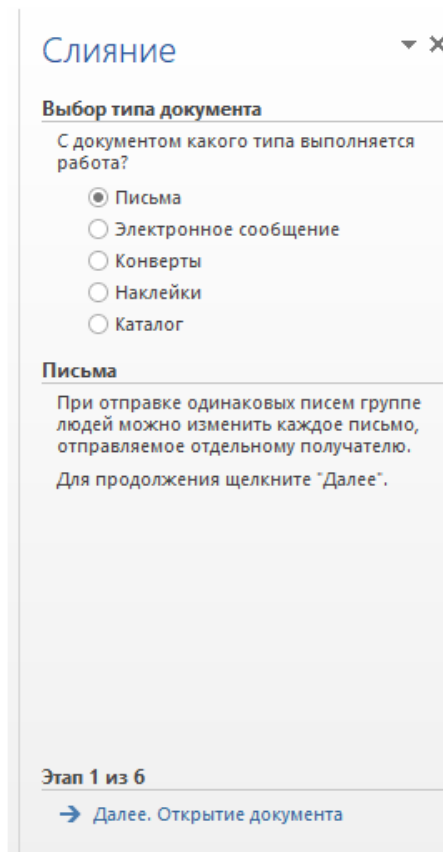 Слияние
Выбор типа документа
С документом какого типа выполняется
работа?
Письма
Электронное сообщение
Конверты
Наклейки
Каталог
Письма
При отправке одинаковых писем группе
людей можно изменить каждое письмо,
отправляемое отдельному получателю.
Для продолжения щелкните "Далее".
Этап 1 из 6
Далее. Открытие документа